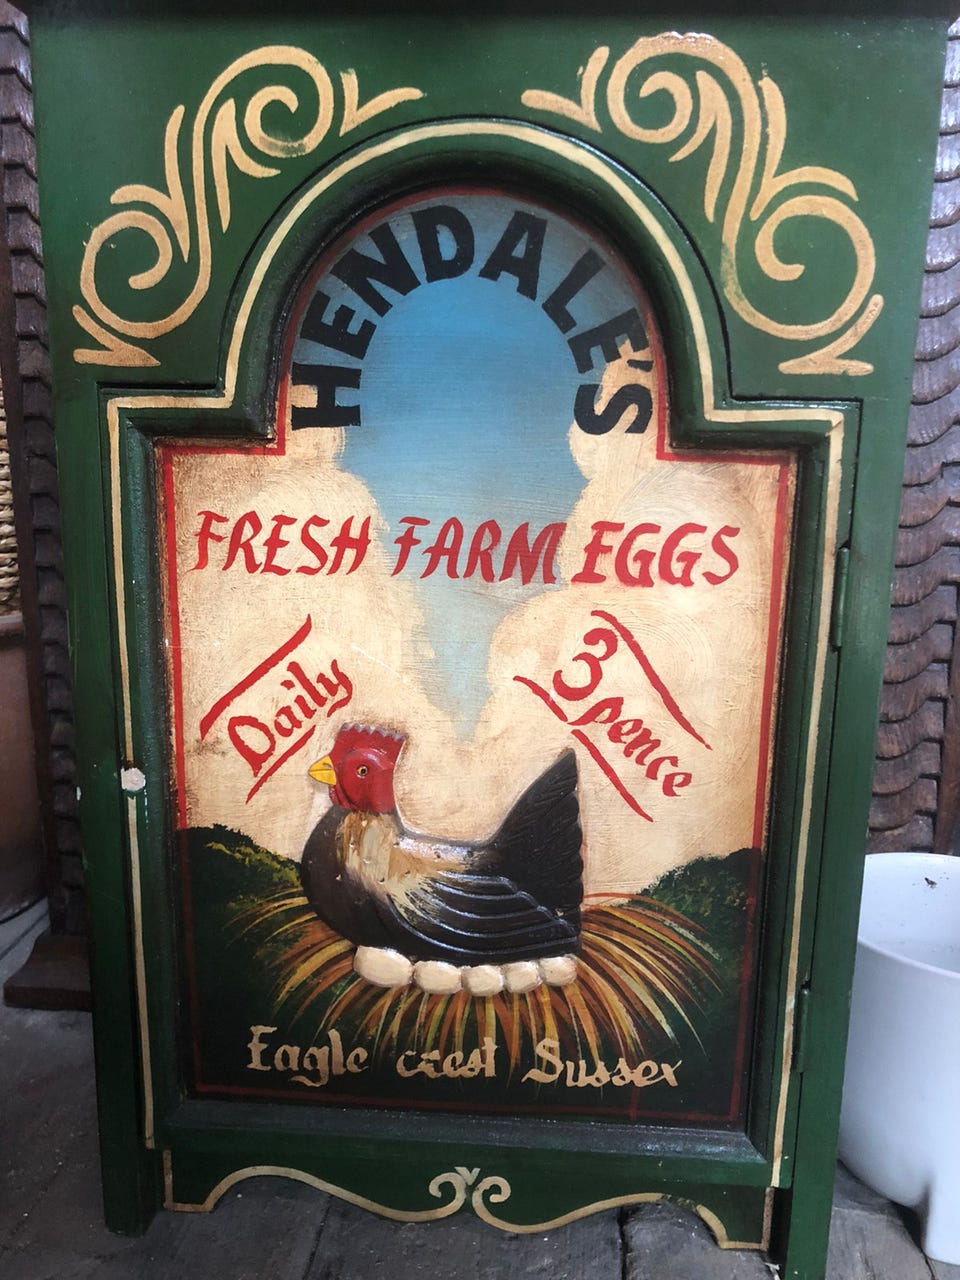 HENDALE'S
FRESH FARM EGGS
Daily
3 pence
Eagle crest Sussex